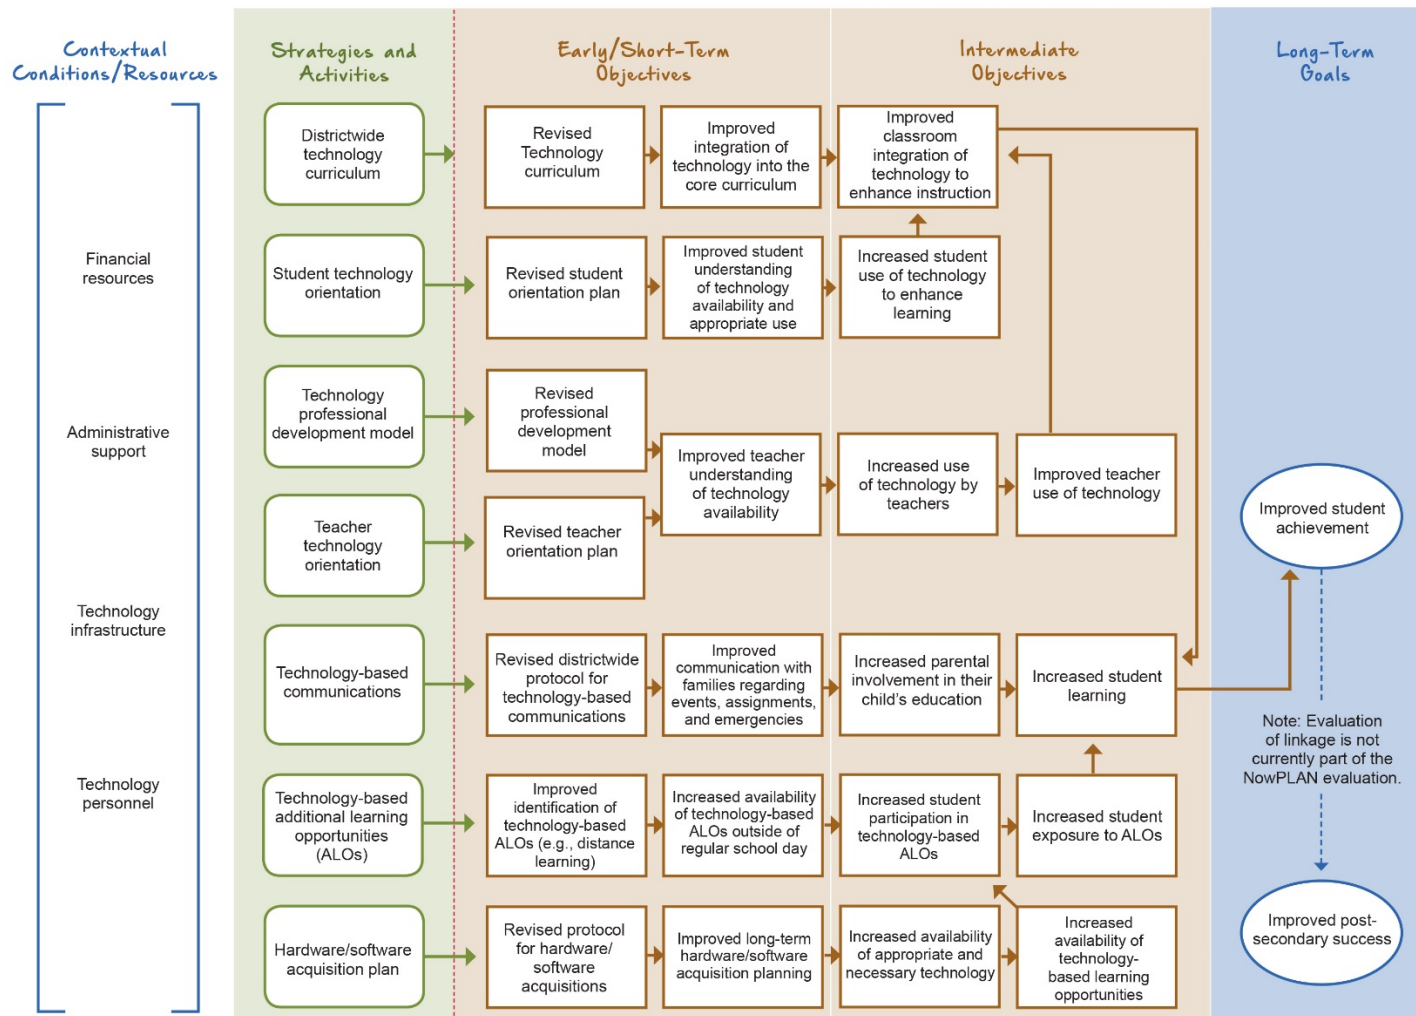 Contextual
Conditions/Resources
Strategies and
Activities
Early/Short-Term
Objectives
Intermediate
Objectives
Long-Term
Goals
Financial
resources
Administrative
support
Technology
infrastructure
Technology
personnel
Districtwide
technology
curriculum
Revised
Technology
curriculum
Improved
integration of
technology into the
core curriculum
Improved
classroom
integration of
technology to
enhance instruction
Student technology
orientation
Revised student
orientation plan
Improved student
understanding
of technology
availability and
appropriate use
Increased student
use of technology
to enhance
learning
Technology
professional
development model
Revised
professional
development
model
Improved teacher
understanding
of technology
availability
Increased use
of technology by
teachers
Improved teacher
use of technology
Teacher
technology
orientation
Revised teacher
orientation plan
Technology-based
communications
Revised districtwide
protocol for
technology-based
communications
Improved
communication with
families regarding
events, assignments,
and emergencies
Increased parental
involvement in their
child's education
Increased student
learning
Technology-based
additional learning
opportunities
(ALOs)
Improved
identification of
technology-based
ALOs (e.g., distance
learning)
Increased availability
of technology-based
ALOs outside of
regular school day
Increased student
participation in
technology-based
ALOs
Increased student
exposure to ALOs
Hardware/software
acquisition plan
Revised protocol
for hardware/
software
acquisitions
Improved long-term
hardware/software
acquisition planning
Increased availability
of appropriate and
necessary technology
Increased
availability of
technology-
based learning
opportunities
Improved student
achievement
Note: Evaluation
of linkage is not
currently part of the
NowPLAN evaluation.
Improved post-
secondary success